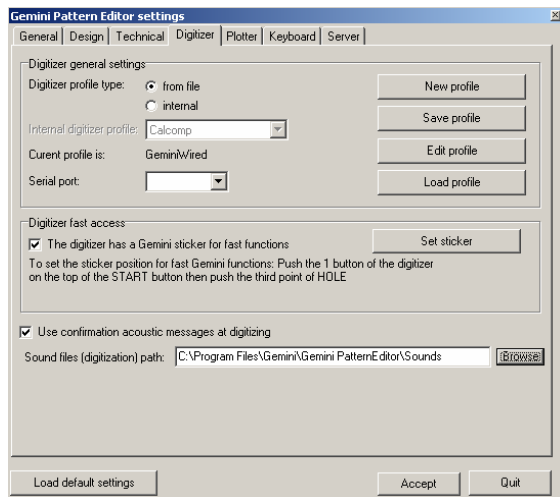 Gemini Pattern Editor settings
General Design Technical Digitizer Plotter Keyboard Server
Digitizer general settings
Digitizer profile type: from file New profile
internal
Save profile
Internal digitizer profile: Calcomp
Curent profile is: GeminiWired Edit profile
Serial port: Load profile
Digitizer fast access
The digitizer has a Gemini sticker for fast functions Set sticker
To set the sticker position for fast Gemini functions: Push the 1 button of the digitizer
on the top of the START button then push the third point of HOLE
Use confirmation acoustic messages at digitizing
Sound files (digitization) path: C:\Program Files\Gemini\Gemini PatternEditor\Sounds Browse
Load default settings Accept Quit